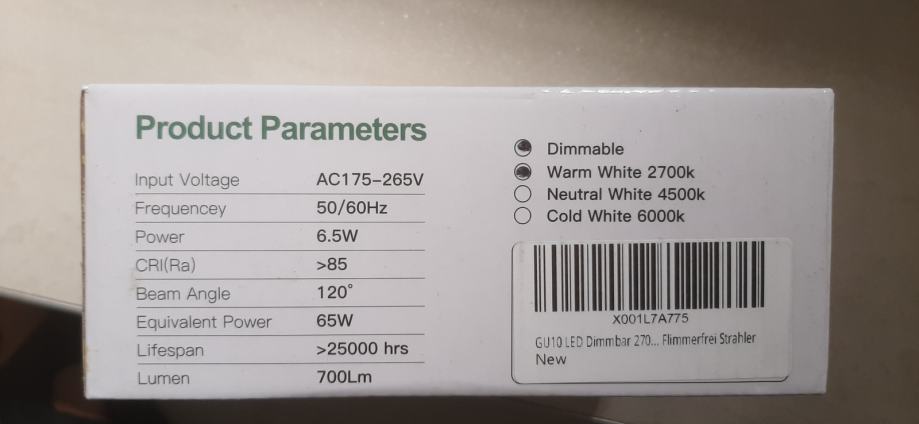 Product Parameters
Input Voltage AC175-265V
Frequencey 50/60Hz
Power 6.5W
CRI(Ra) >85
Beam Angle 120°
Equivalent Power 65W
Lifespan >25000 hrs
Lumen 700Lm
Dimmable
Warm White 2700k
Neutral White 4500k
Cold White 6000k
X001L7A775
GU10 LED Dimmbar 270... Flimmerfrei Strahler
New